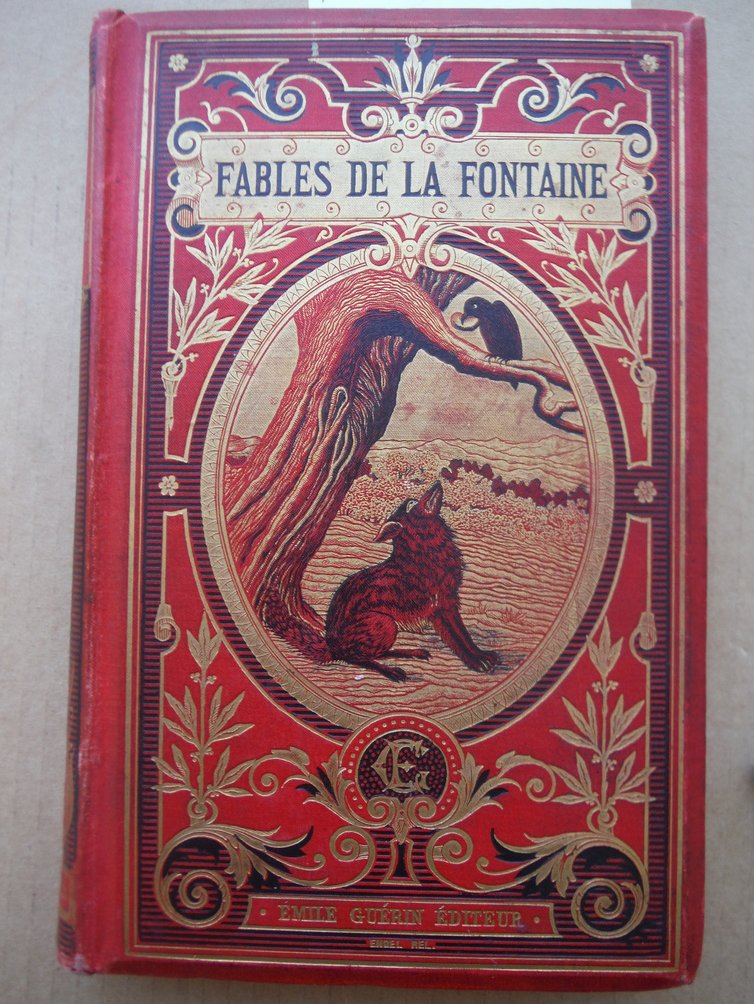 FABLES DE LA FONTAINE
EG
· ÉMILE GUÉRIN ÉDITEUR ·
ENGEL REL.